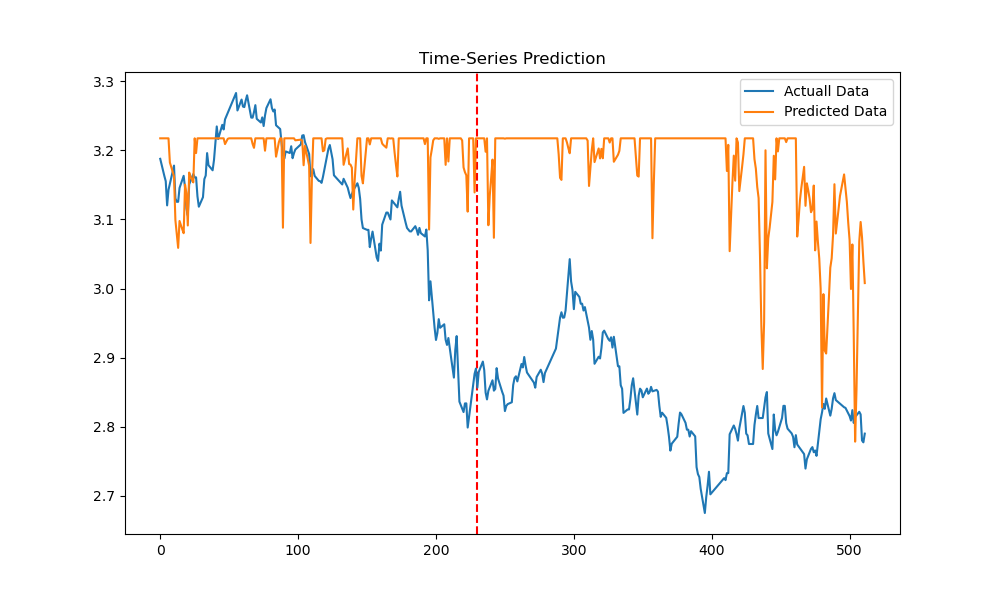 Time-Series Prediction
Actuall Data
Predicted Data
3.3
3.2
3.1
3.0
2.9
2.8
2.7
0 100 200 300 400 500